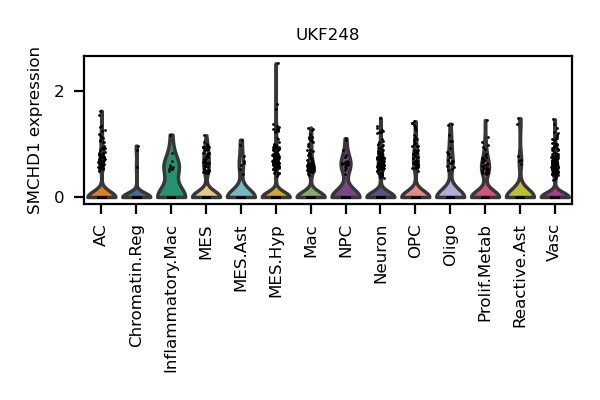 UKF248
SMCHD1 expression
2
0
AC
Chromatin.Reg
Inflammatory.Mac
MES
MES.Ast
MES.Hyp
Mac
NPC
Neuron
OPC
Oligo
Prolif.Metab
Reactive.Ast
Vasc